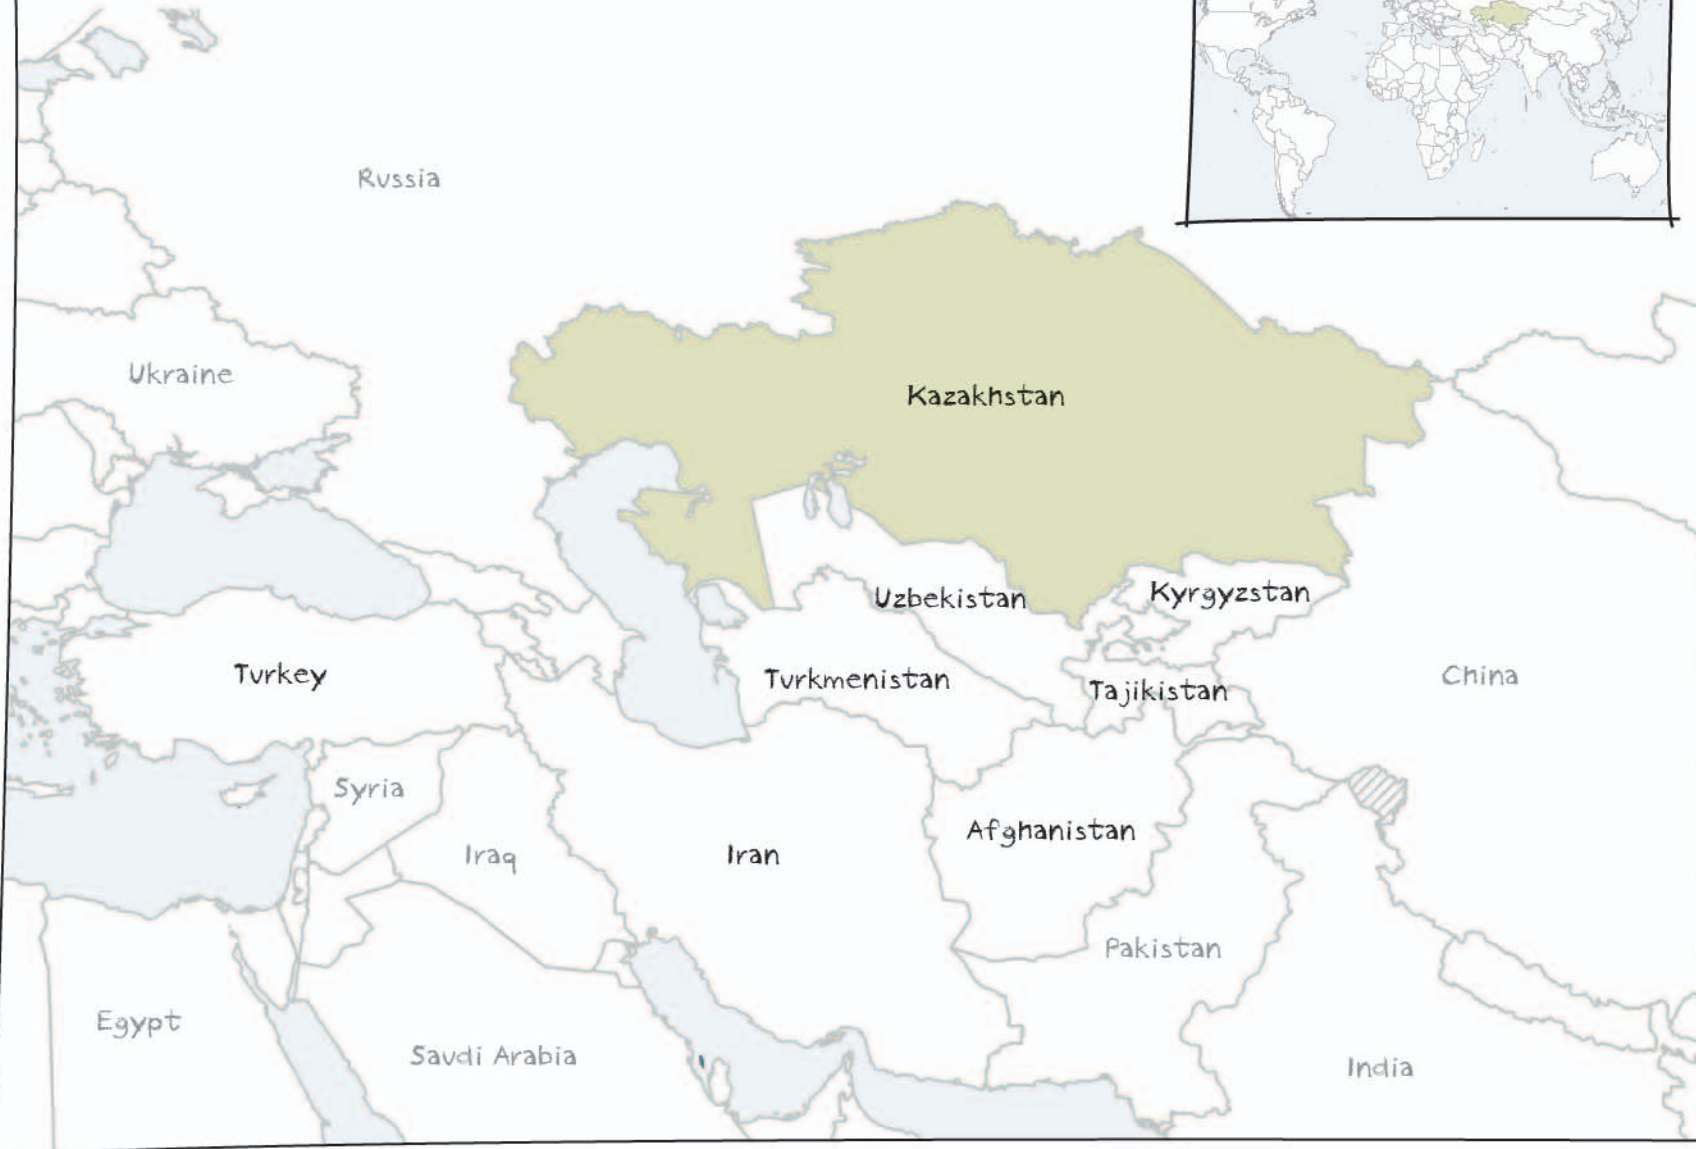 Russia
Ukraine
Kazakhstan
Uzbekistan
Kyrgyzstan
Turkey
Turkmenistan
Tajikistan
China
Syria
Iraq
Iran
Afghanistan
Pakistan
Egypt
Saudi Arabia
India